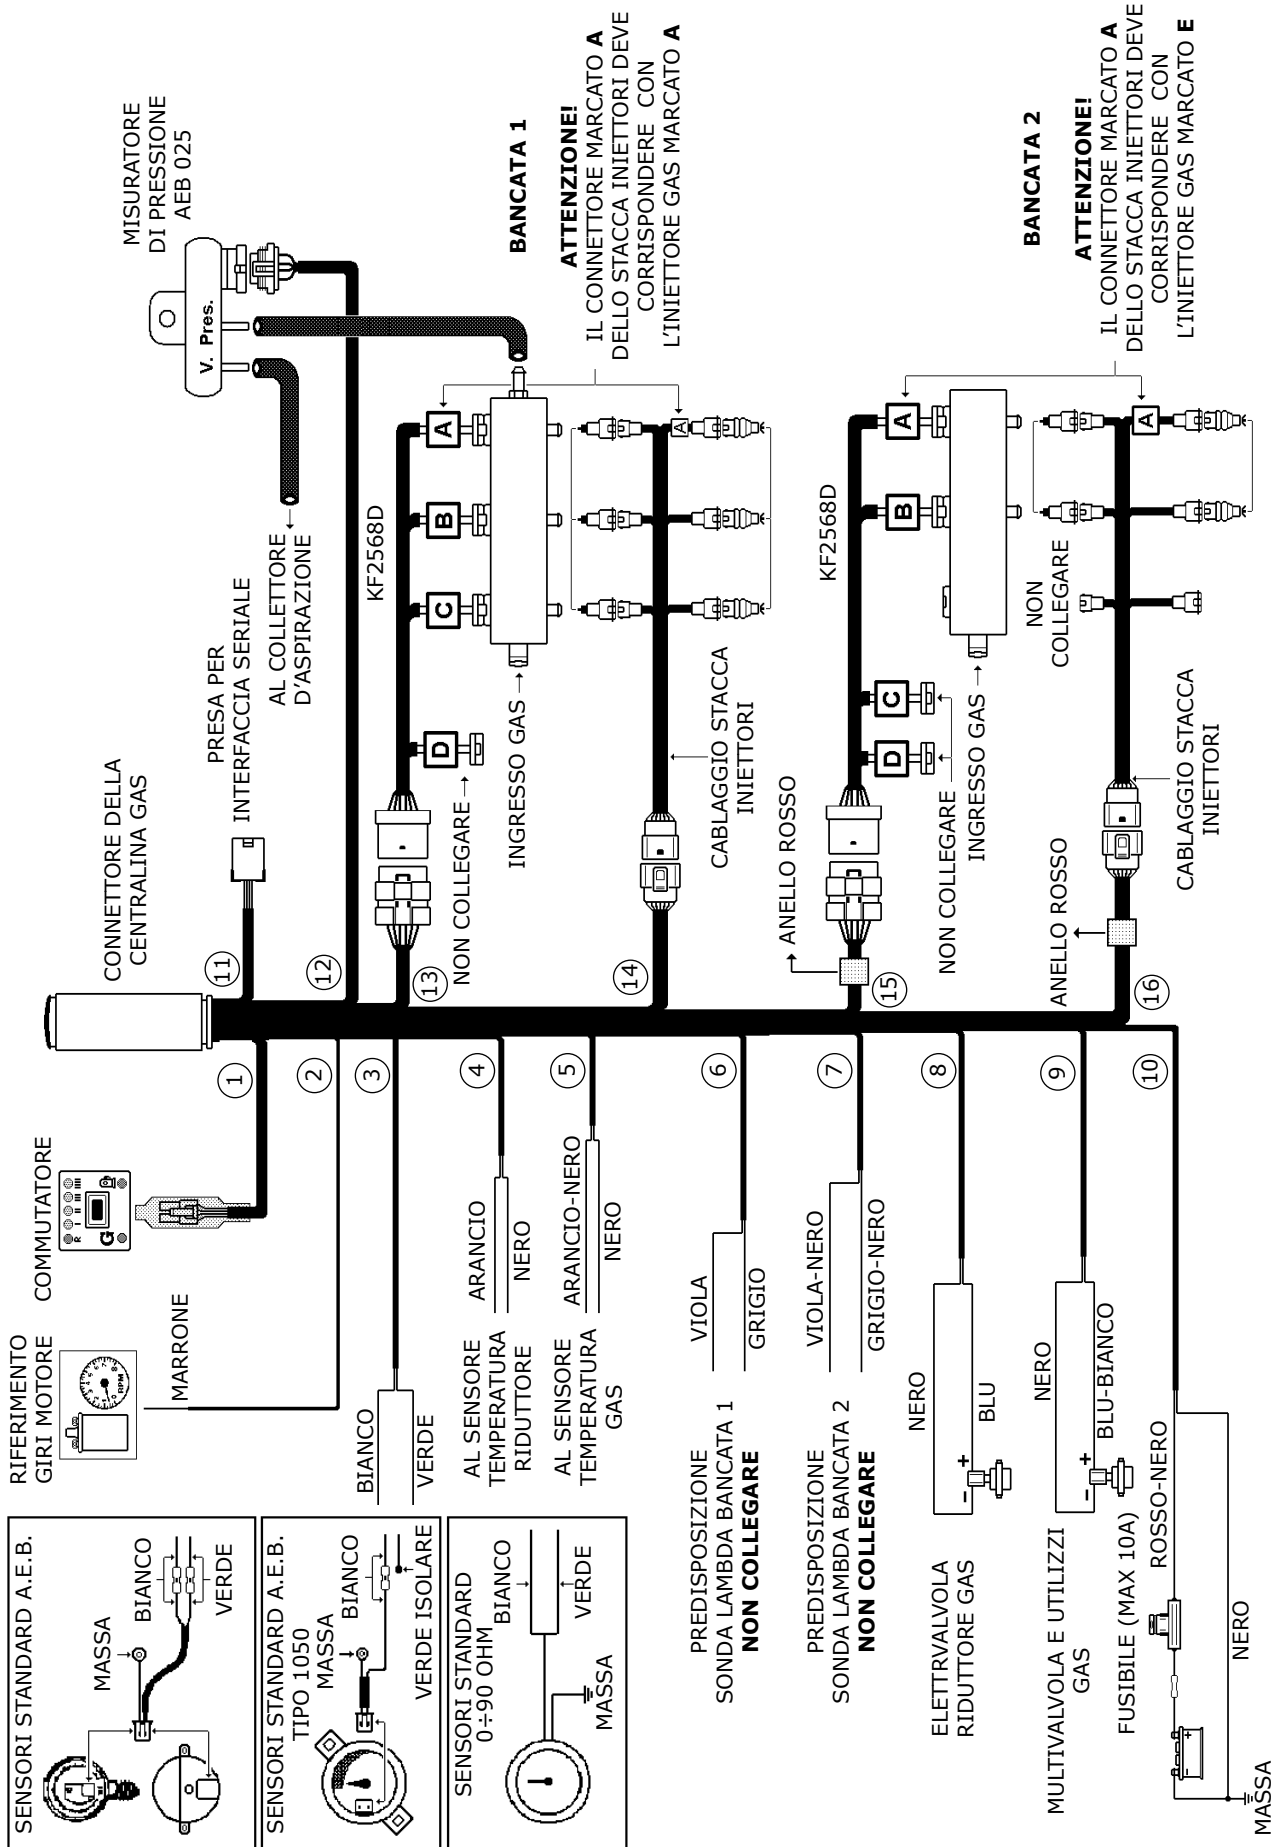 SENSORI STANDARD A.E.B.
MASSA
BIANCO
VERDE
SENSORI STANDARD A.E.B.
TIPO 1050
MASSA
BIANCO
VERDE ISOLARE
SENSORI STANDARD
0÷90 OHM
BIANCO
VERDE
MASSA
RIFERIMENTO
GIRI MOTORE
RPM
MARRONE
COMMUTATORE
R I II III IIII
G
CONNETTORE DELLA
CENTRALINA GAS
PRESA PER
INTERFACCIA SERIALE
AL COLLETTORE
D'ASPIRAZIONE
MISURATORE
DI PRESSIONE
AEB 025
V. Pres.
1
2
3
4
5
6
7
8
9
10
11
12
13
14
15
16
BIANCO
VERDE
AL SENSORE
TEMPERATURA
RIDUTTORE
ARANCIO
NERO
AL SENSORE
TEMPERATURA
GAS
ARANCIO-NERO
NERO
PREDISPOSIZIONE
SONDA LAMBDA BANCATA 1
NON COLLEGARE
VIOLA
GRIGIO
PREDISPOSIZIONE
SONDA LAMBDA BANCATA 2
NON COLLEGARE
VIOLA-NERO
GRIGIO-NERO
ELETTRVALVOLA
RIDUTTORE GAS
NERO
BLU
- +
MULTIVALVOLA E UTILIZZI
GAS
NERO
BLU-BIANCO
- +
FUSIBILE (MAX 10A)
ROSSO-NERO
NERO
- +
MASSA
KF2568D
D
C
B
A
NON COLLEGARE
INGRESSO GAS
CABLAGGIO STACCA
INIETTORI
A
BANCATA 1
ATTENZIONE!
IL CONNETTORE MARCATO A
DELLO STACCA INIETTORI DEVE
CORRISPONDERE CON
L'INIETTORE GAS MARCATO A
ANELLO ROSSO
KF2568D
D
C
B
A
NON COLLEGARE
INGRESSO GAS
NON
COLLEGARE
ANELLO ROSSO
CABLAGGIO STACCA
INIETTORI
A
BANCATA 2
ATTENZIONE!
IL CONNETTORE MARCATO A
DELLO STACCA INIETTORI DEVE
CORRISPONDERE CON
L'INIETTORE GAS MARCATO E